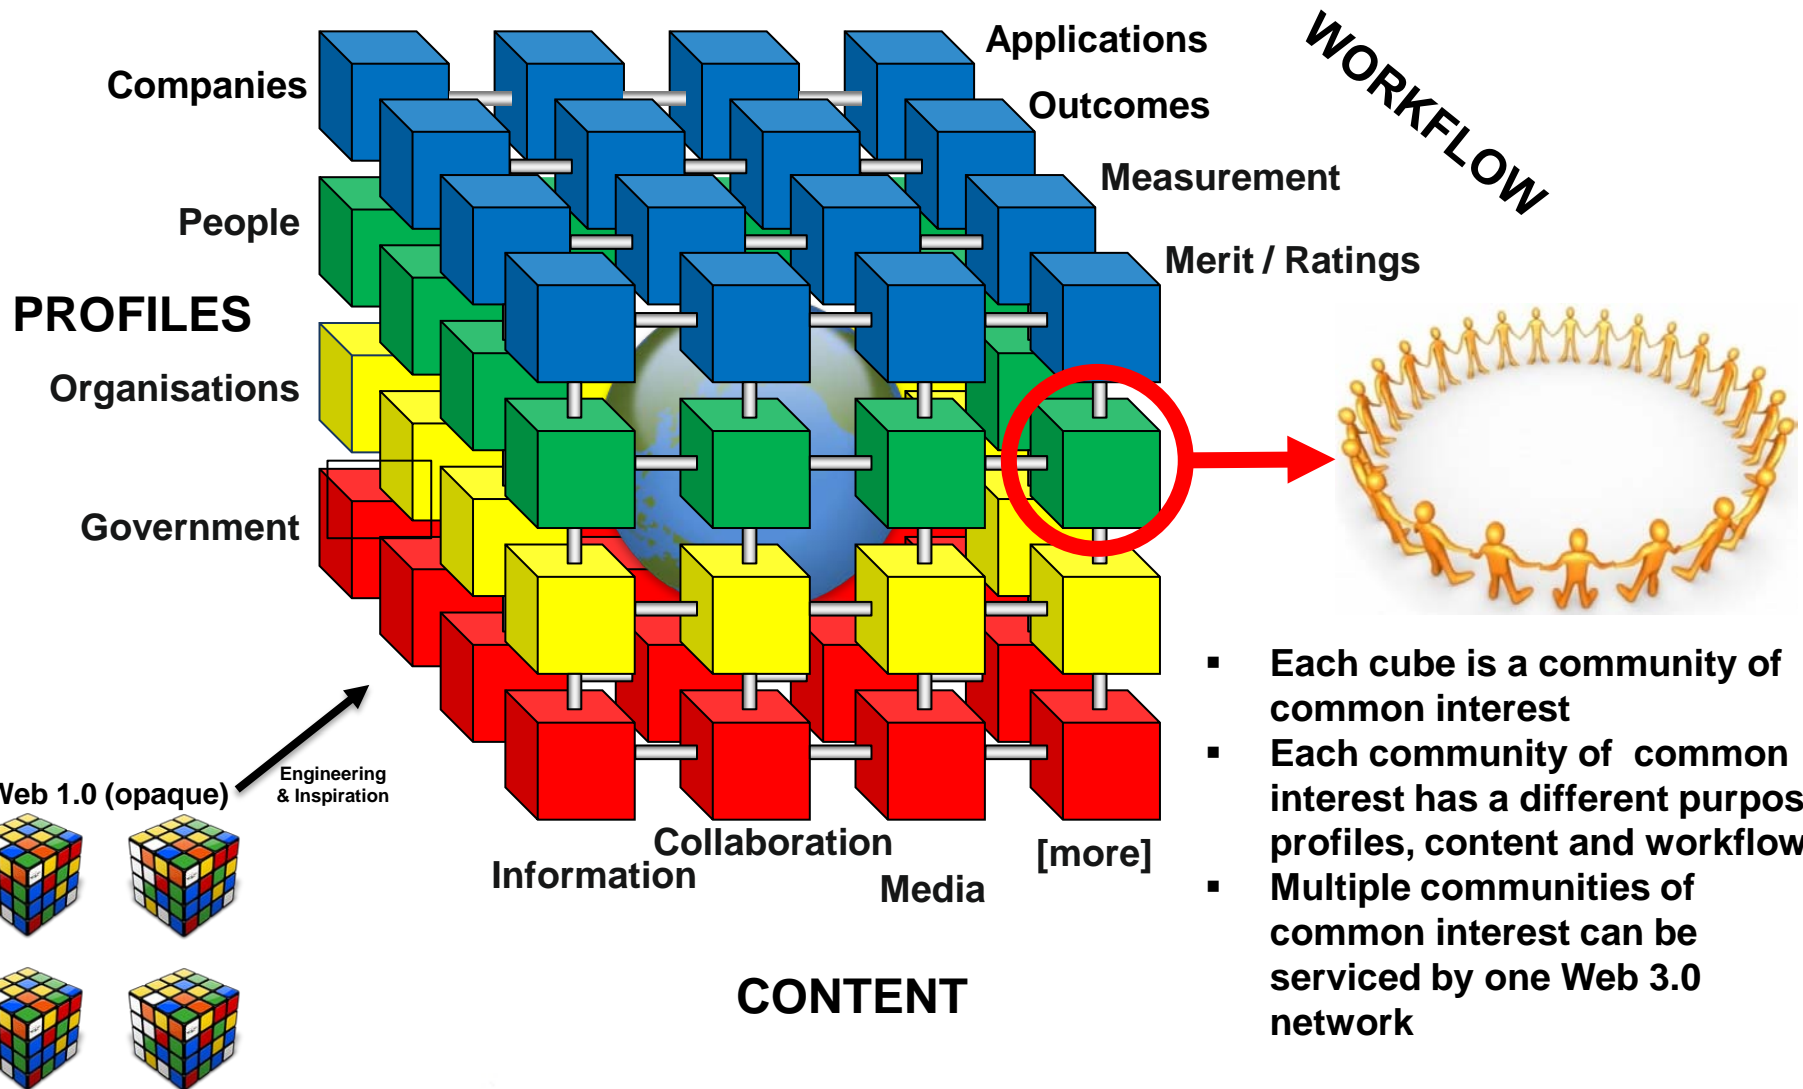 Applications
WORKFLOW
Companies
Outcomes
Measurement
People
Merit / Ratings
PROFILES
Organisations
Government
Engineering
& Inspiration
Web 1.0 (opaque)
Collaboration
Information
[more]
Media
CONTENT
▪ Each cube is a community of
common interest
▪ Each community of common
interest has a different purpos
profiles, content and workflow
▪ Multiple communities of
common interest can be
serviced by one Web 3.0
network